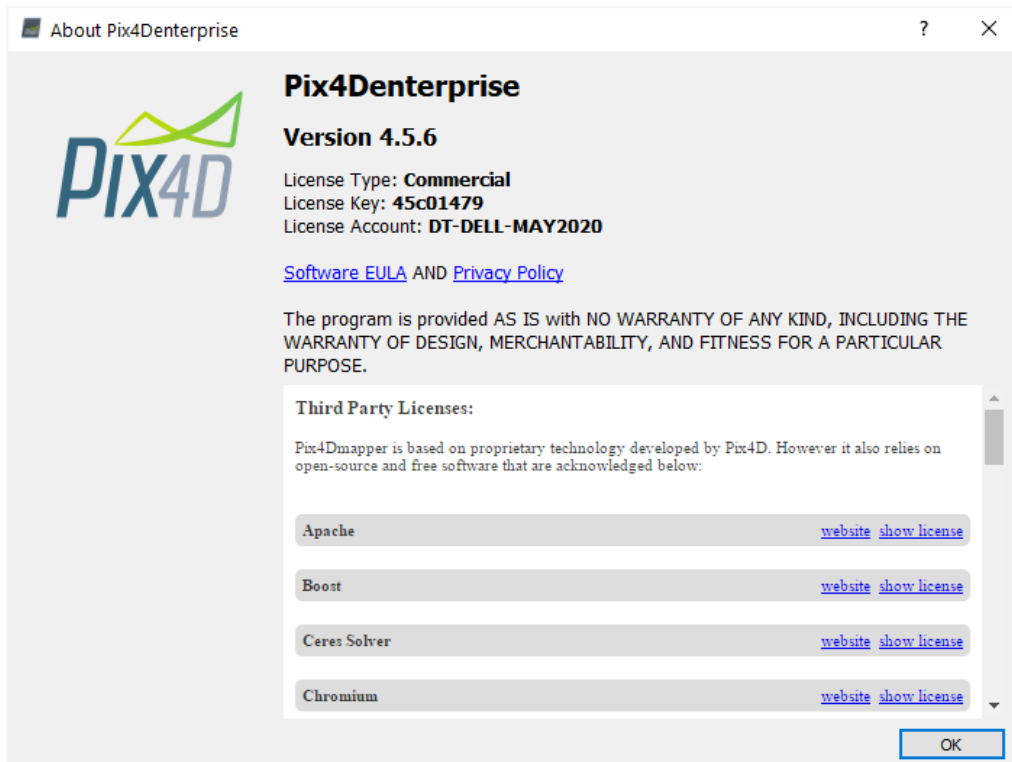 About Pix4Denterprise
?
PIX4D
Pix4Denterprise
Version 4.5.6
License Type: Commercial
License Key: 45c01479
License Account: DT-DELL-MAY2020
Software EULA AND Privacy Policy
The program is provided AS IS with NO WARRANTY OF ANY KIND, INCLUDING THE
WARRANTY OF DESIGN, MERCHANTABILITY, AND FITNESS FOR A PARTICULAR
PURPOSE.
Third Party Licenses:
Pix4Dmapper is based on proprietary technology developed by Pix4D. However it also relies on
open-source and free software that are acknowledged below:
Apache website show license
Boost website show license
Ceres Solver website show license
Chromium website show license
OK